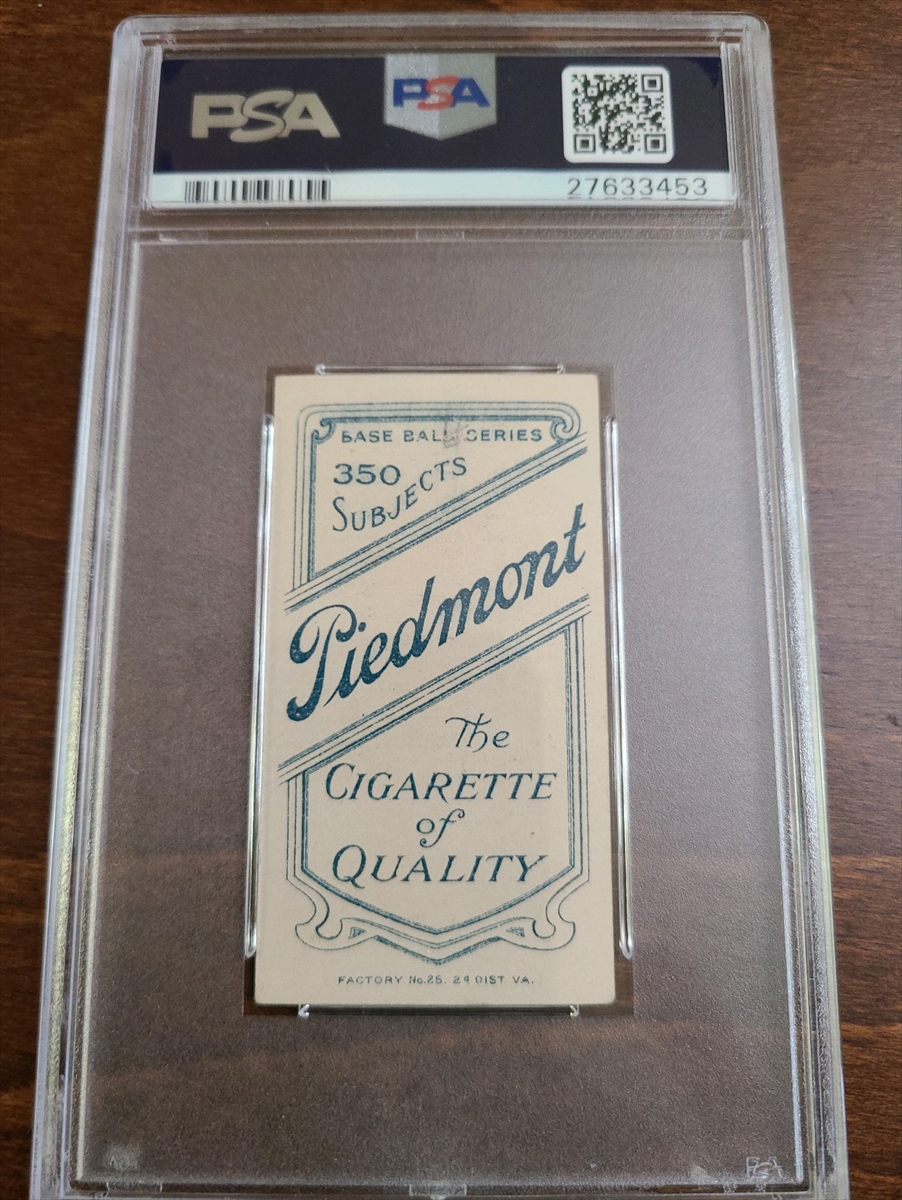 PSA
PSA
27633453
BASE BALL SERIES
350
SUBJECTS
Piedmont
The
CIGARETTE
of
QUALITY
FACTORY No.25. 2d DIST VA.
PSA